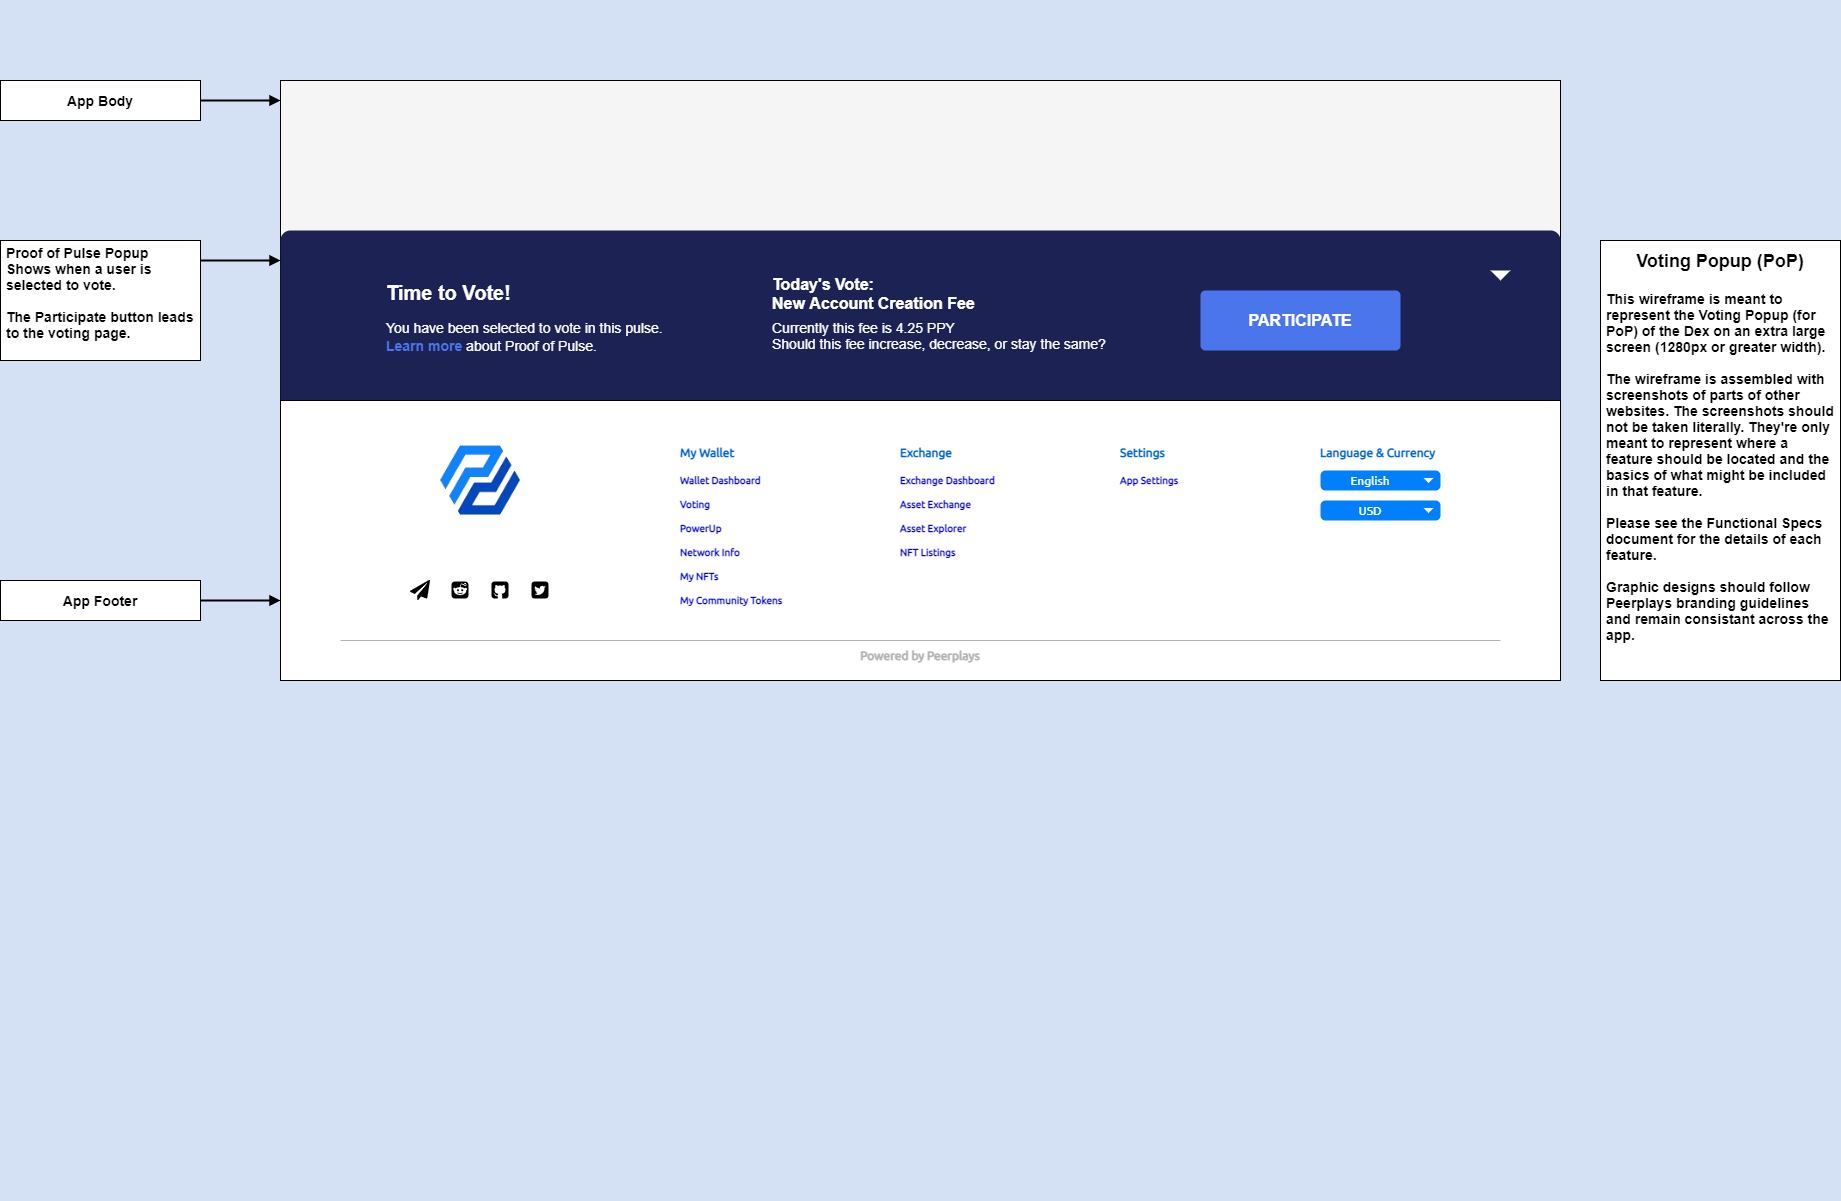 App Body
Proof of Pulse Popup
Shows when a user is
selected to vote.
The Participate button leads
to the voting page.
App Footer
Time to Vote!
You have been selected to vote in this pulse.
Learn more about Proof of Pulse.
Today's Vote:
New Account Creation Fee
Currently this fee is 4.25 PPY
Should this fee increase, decrease, or stay the same?
PARTICIPATE
My Wallet
Wallet Dashboard
Voting
PowerUp
Network Info
My NFTs
My Community Tokens
Exchange
Exchange Dashboard
Asset Exchange
Asset Explorer
NFT Listings
Settings
App Settings
Language & Currency
English
USD
Powered by Peerplays
Voting Popup (PoP)
This wireframe is meant to
represent the Voting Popup (for
PoP) of the Dex on an extra large
screen (1280px or greater width).
The wireframe is assembled with
screenshots of parts of other
websites. The screenshots should
not be taken literally. They're only
meant to represent where a
feature should be located and the
basics of what might be included
in that feature.
Please see the Functional Specs
document for the details of each
feature.
Graphic designs should follow
Peerplays branding guidelines
and remain consistant across the
app.